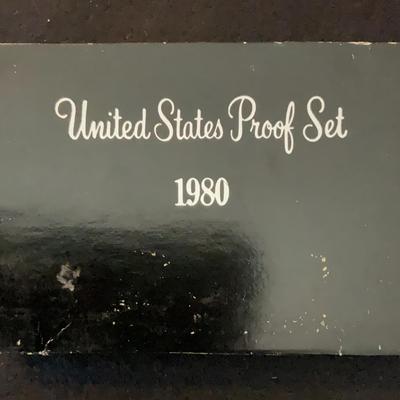 United States Proof Set
1980